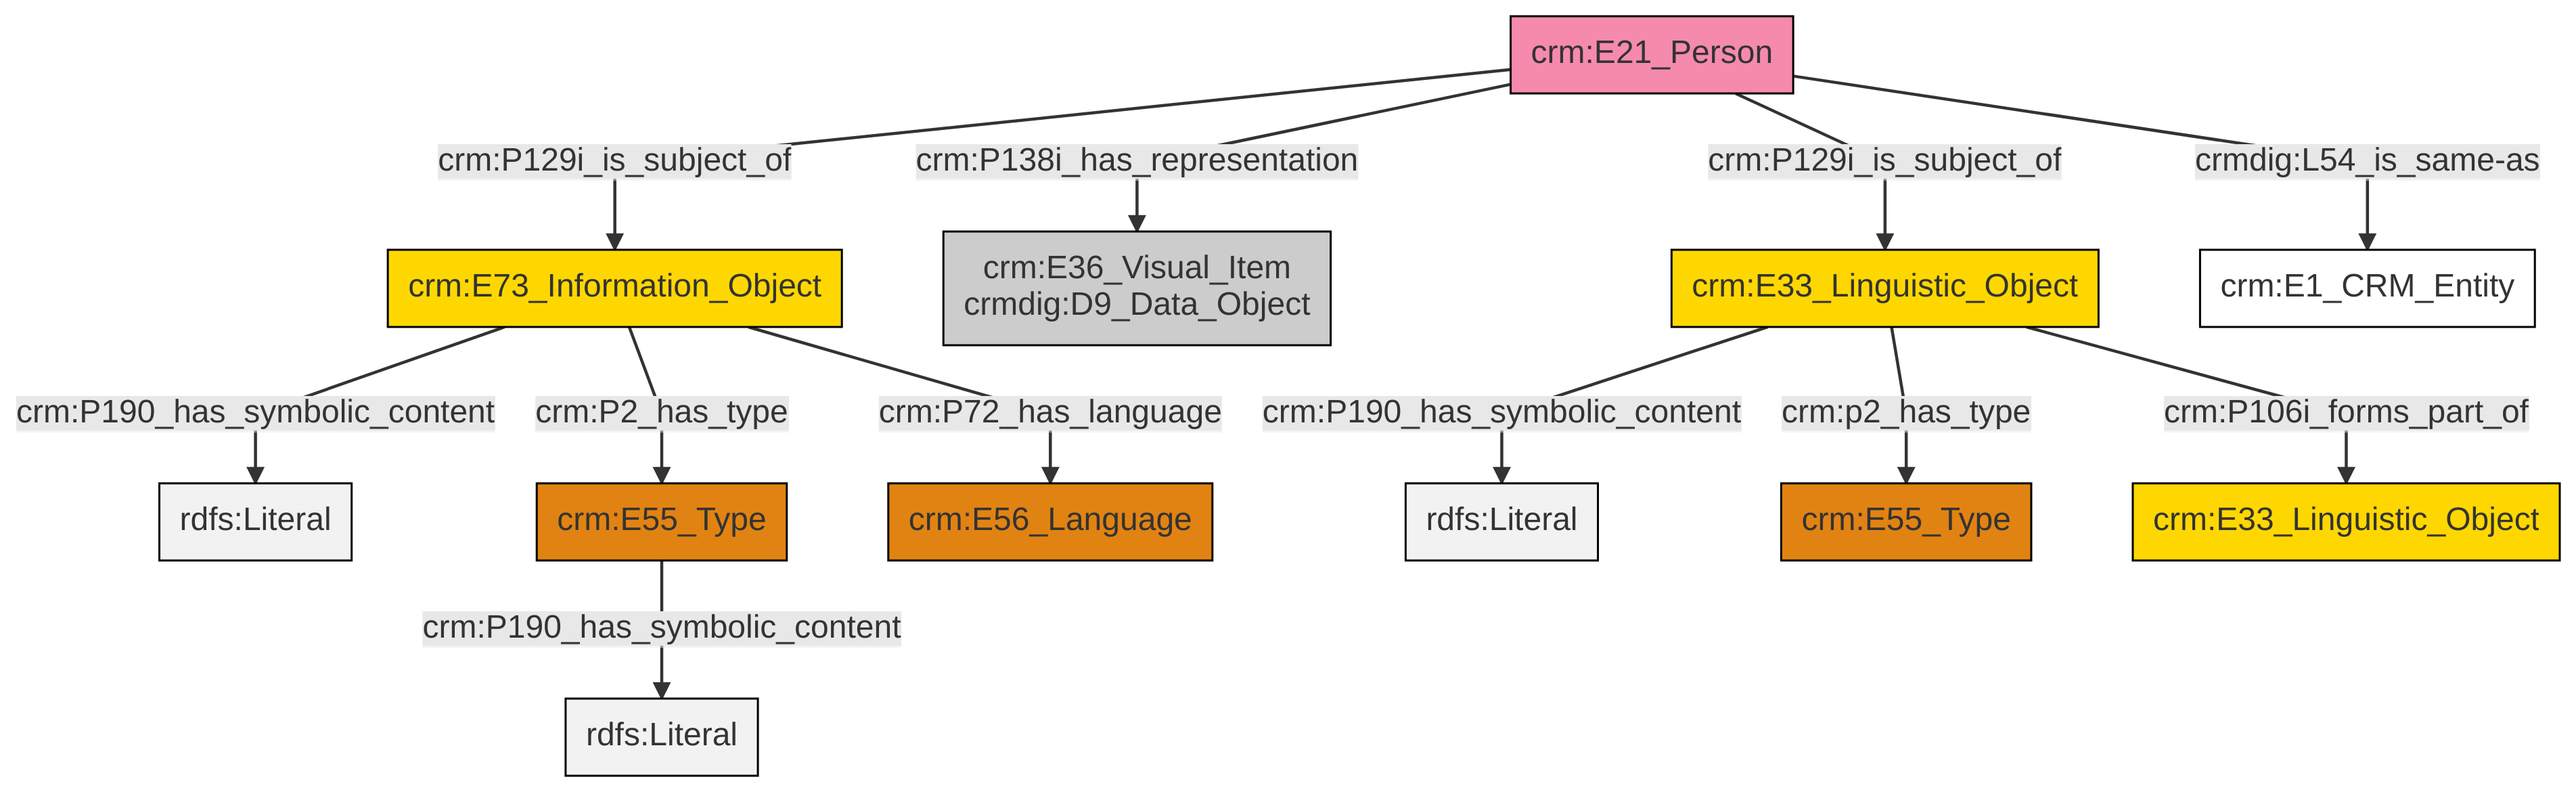 crm:E21_Person
crm:P129i_is_subject_of
crm:P138i_has_representation
crm:P129i_is_subject_of
crmdig:L54_is_same-as
crm:E73_Information_Object
crm:E36_Visual_Item
crmdig:D9_Data_Object
crm:E33_Linguistic_Object
crm:E1_CRM_Entity
crm:P190_has_symbolic_content
crm:P2_has_type
crm:P72_has_language
crm:P190_has_symbolic_content
crm:p2_has_type
crm:P106i_forms_part_of
rdfs:Literal
crm:E55_Type
crm:E56_Language
rdfs:Literal
crm:E55_Type
crm:E33_Linguistic_Object
crm:P190_has_symbolic_content
rdfs:Literal